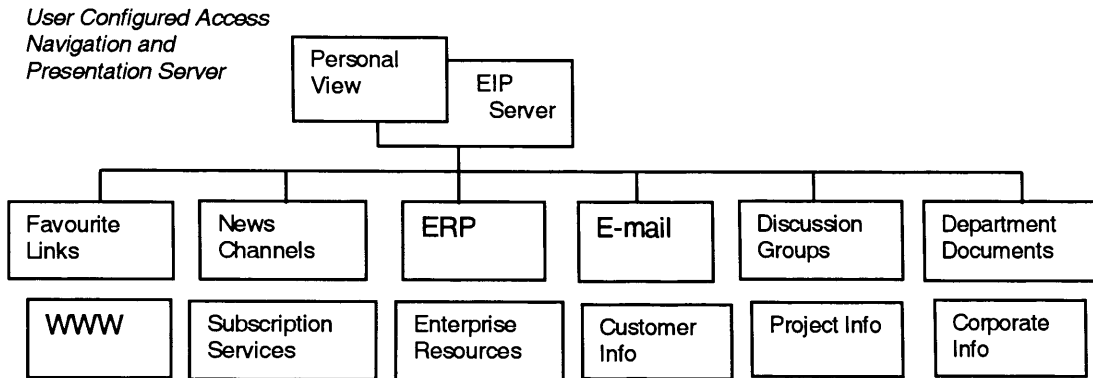 User Configured Access
Navigation and
Presentation Server
Personal
View
EIP
Server
Favourite
Links
News
Channels
ERP
E-mail
Discussion
Groups
Department
Documents
WWW
Subscription
Services
Enterprise
Resources
Customer
Info
Project Info
Corporate
Info